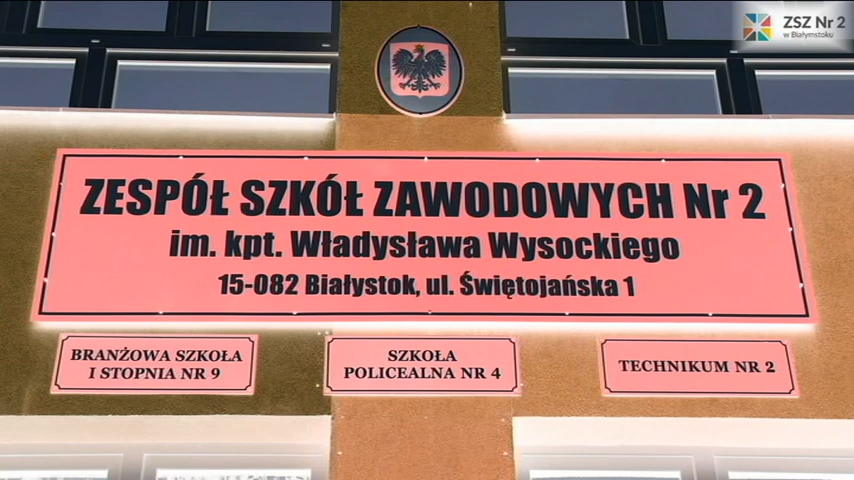 ZSZ Nr 2
w Białymstoku
ZESPÓŁ SZKÓŁ ZAWODOWYCH Nr 2
im. kpt. Władysława Wysockiego
15-082 Białystok, ul. Świętojańska 1
BRANŻOWA SZKOŁA
I STOPNIA NR 9
SZKOŁA
POLICEALNA NR 4
TECHNIKUM NR 2